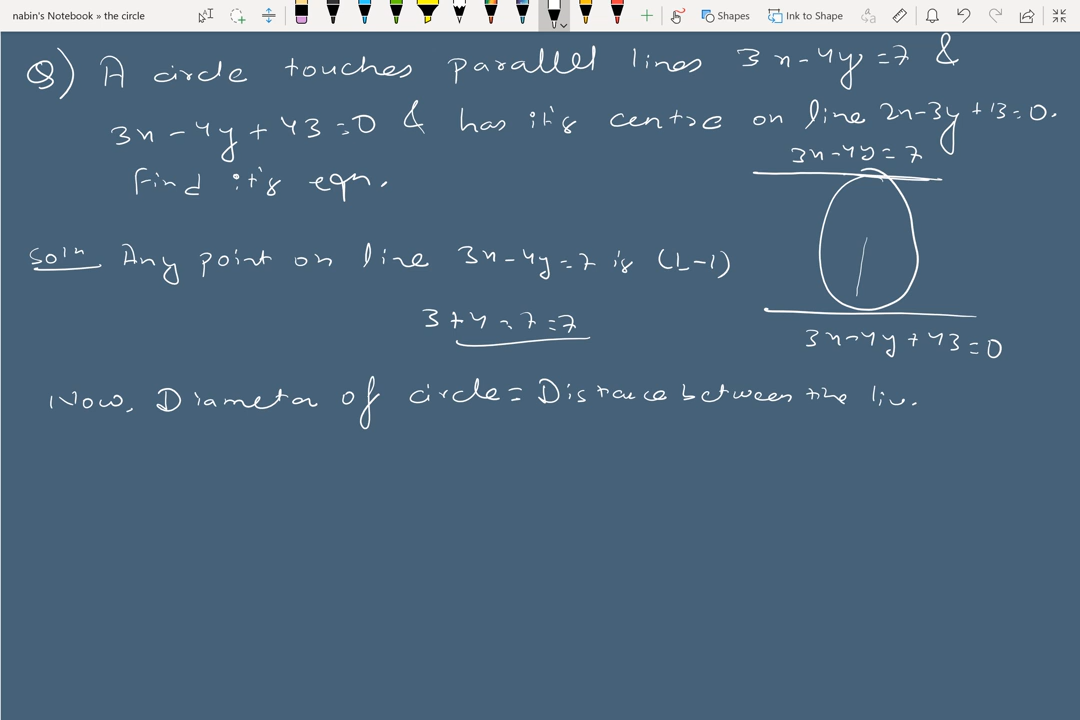 nabin's Notebook » the circle
Shapes
Ink to Shape
Q) A circle touches parallel lines 3x-4y=7 &
3x-4y+43=0 & has it's centre on line 2x-3y+13=0.
Find it's eqn.
3x-4y=7
Soln Any point on line 3x-4y=7 is (1,-1)
3+4=7=7
3x-4y+43=0
Now, Diameter of circle = Distance between the lin.